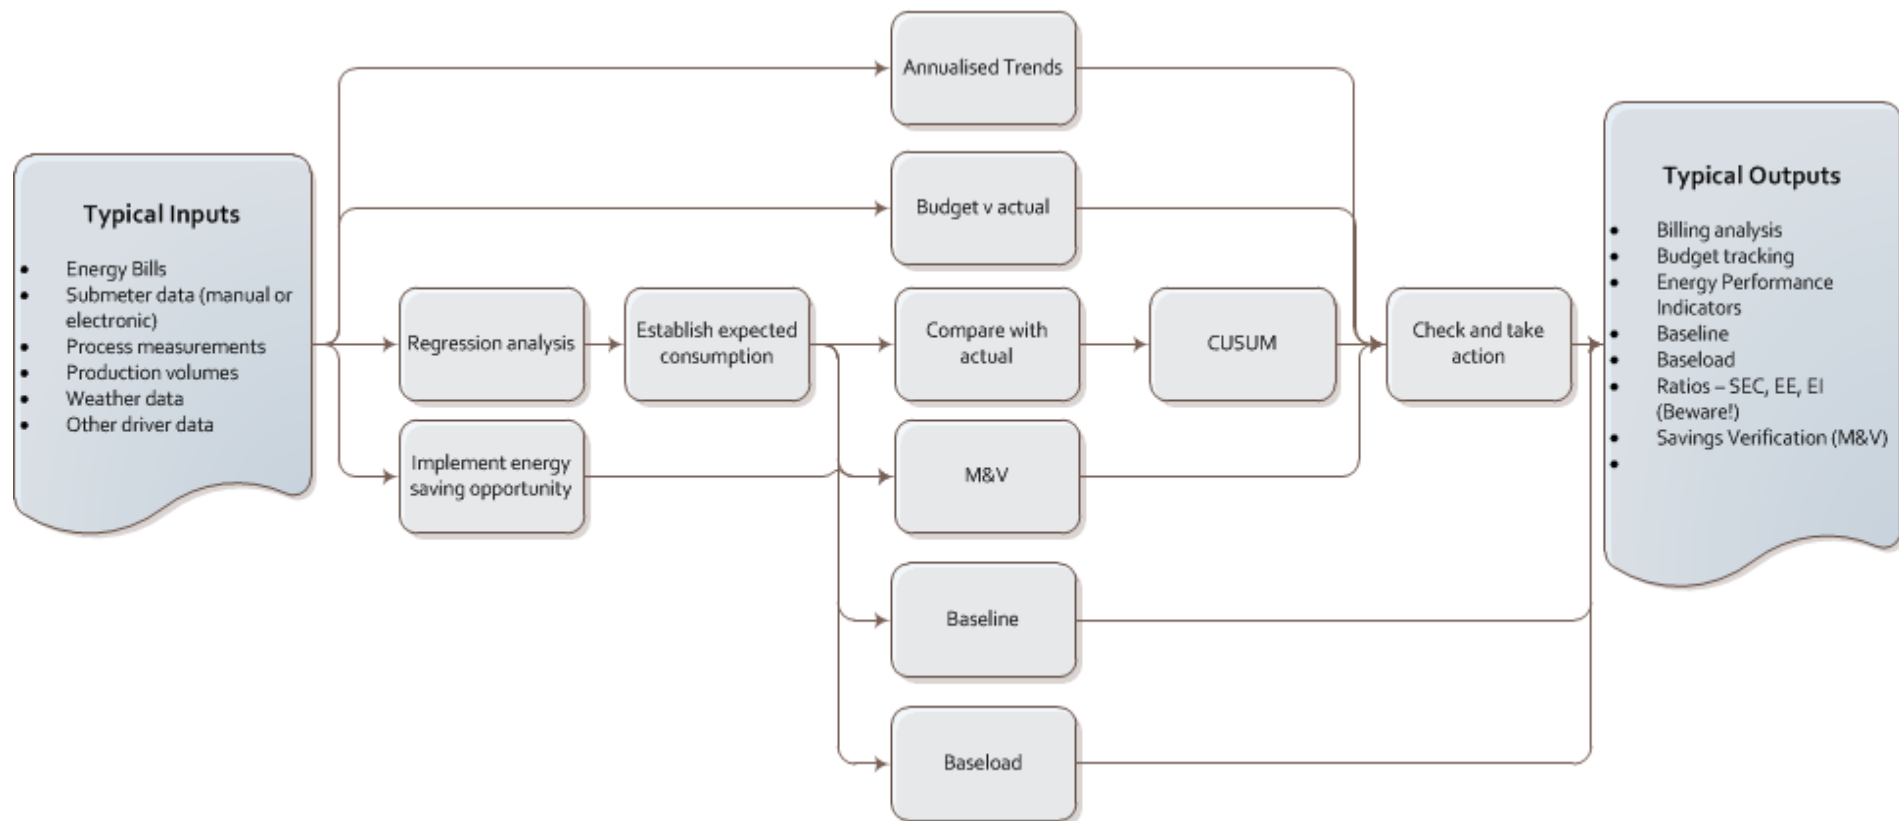 Typical Inputs
Energy Bills
Submeter data (manual or
electronic)
Process measurements
Production volumes
Weather data
Other driver data
Annualised Trends
Budget v actual
Regression analysis
Establish expected
consumption
Compare with
actual
CUSUM
Check and take
action
Implement energy
saving opportunity
M&V
Baseline
Baseload
Typical Outputs
Billing analysis
Budget tracking
Energy Performance
Indicators
Baseline
Baseload
Ratios – SEC, EE, EI
(Beware!)
Savings Verification (M&V)